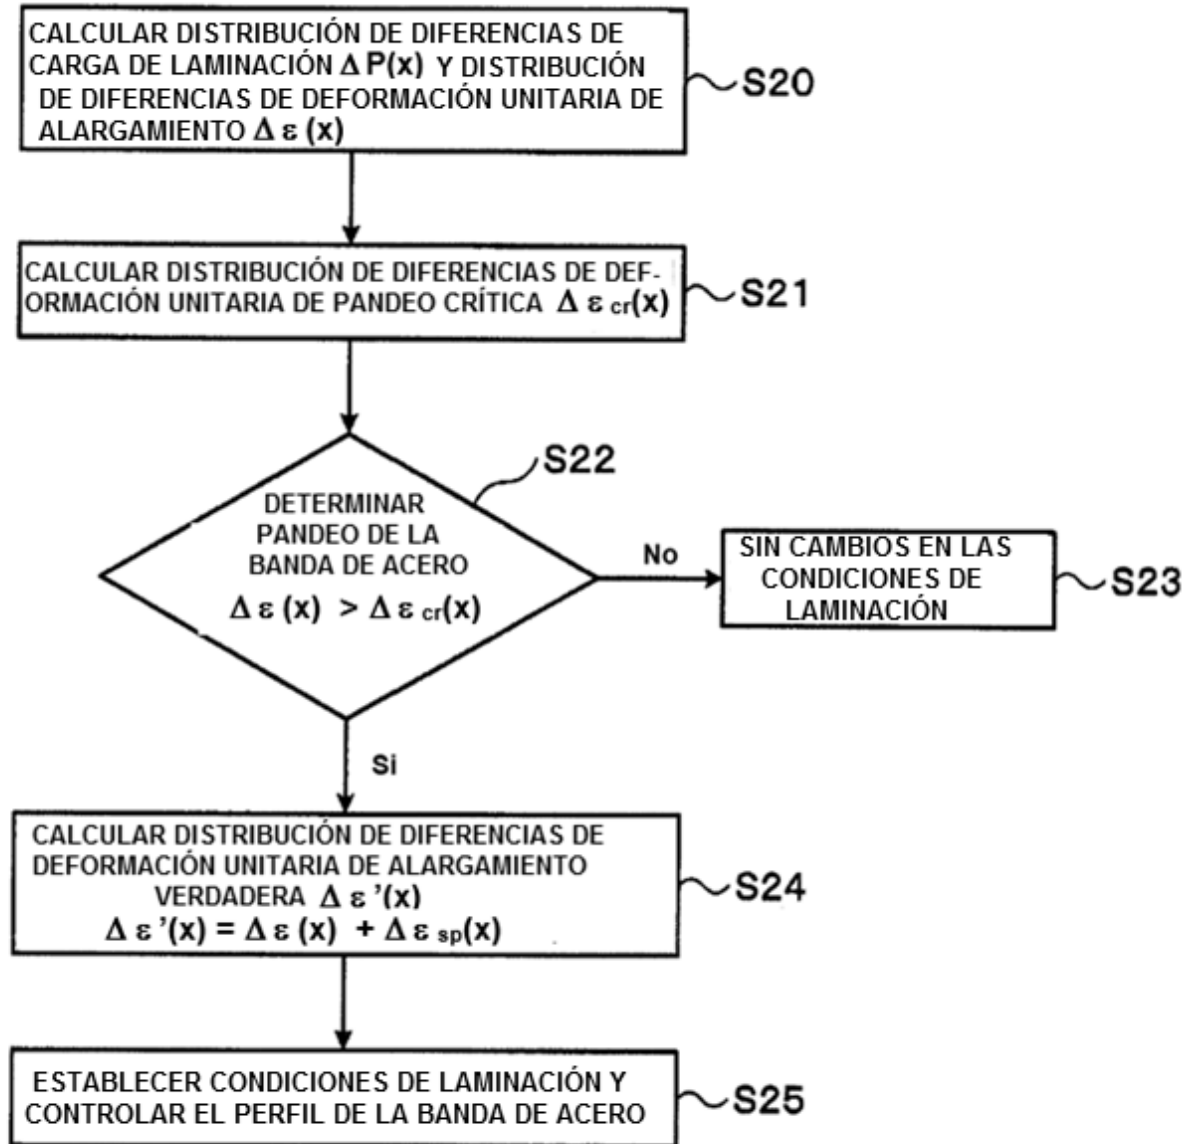 CALCULAR DISTRIBUCIÓN DE DIFERENCIAS DE
CARGA DE LAMINACIÓN Δ P(x) Y DISTRIBUCIÓN
DE DIFERENCIAS DE DEFORMACIÓN UNITARIA DE
ALARGAMIENTO Δ ε (x)
S20
CALCULAR DISTRIBUCIÓN DE DIFERENCIAS DE DEF-
ORMACIÓN UNITARIA DE PANDEO CRÍTICA Δ ε cr(x)
S21
S22
DETERMINAR
PANDEO DE LA
BANDA DE ACERO
Δ ε (x) > Δ ε cr(x)
No
SIN CAMBIOS EN LAS
CONDICIONES DE
LAMINACIÓN
S23
Si
CALCULAR DISTRIBUCIÓN DE DIFERENCIAS DE
DEFORMACIÓN UNITARIA DE ALARGAMIENTO
VERDADERA Δ ε ’(x)
Δ ε ’(x) = Δ ε (x) + Δ ε sp(x)
S24
ESTABLECER CONDICIONES DE LAMINACIÓN Y
CONTROLAR EL PERFIL DE LA BANDA DE ACERO
S25